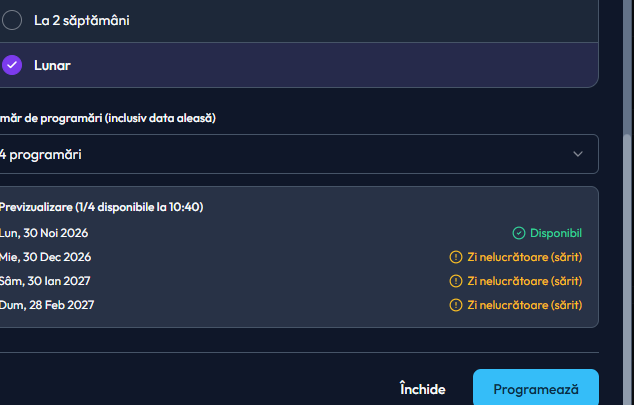 La 2 săptămâni
Lunar
măr de programări (inclusiv data aleasă)
4 programări
Previzualizare (1/4 disponibile la 10:40)
Lun, 30 Noi 2026
Disponibil
Mie, 30 Dec 2026
Zi nelucrătoare (sărit)
Sâm, 30 Ian 2027
Zi nelucrătoare (sărit)
Dum, 28 Feb 2027
Zi nelucrătoare (sărit)
Închide
Programează